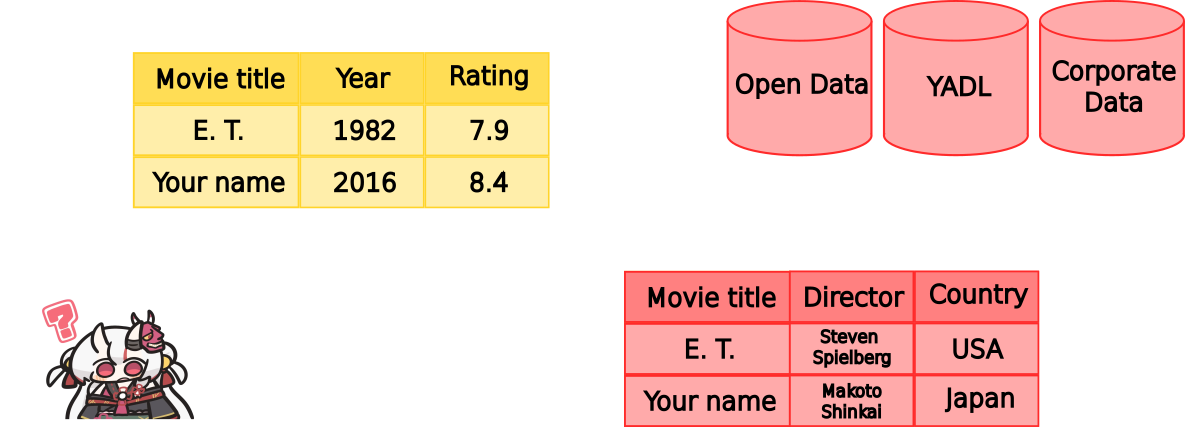 Open Data
YADL
Corporate
Data
Movie title Year Rating
E. T. 1982 7.9
Your name 2016 8.4
?
Movie title Director Country
E. T. Steven
Spielberg USA
Your name Makoto
Shinkai Japan